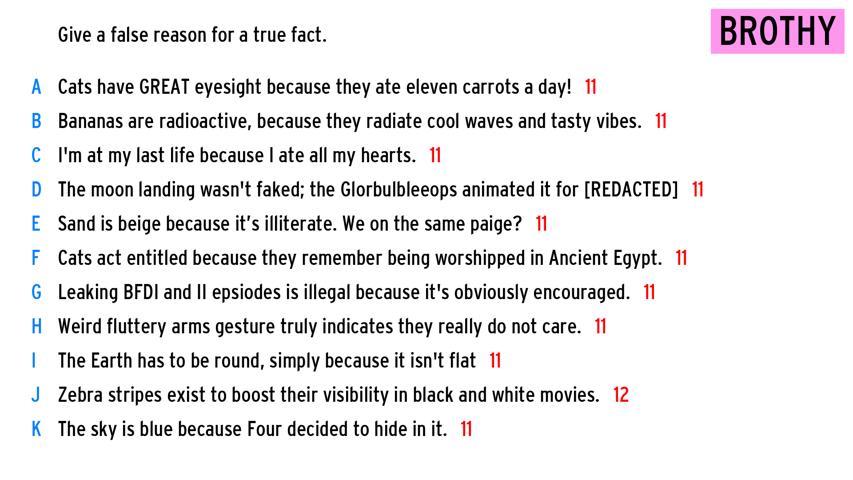 Give a false reason for a true fact.
BROTHY
A Cats have GREAT eyesight because they ate eleven carrots a day! 11
B Bananas are radioactive, because they radiate cool waves and tasty vibes. 11
C I'm at my last life because I ate all my hearts. 11
D The moon landing wasn't faked; the Glorbulbleeops animated it for [REDACTED] 11
E Sand is beige because it’s illiterate. We on the same paige? 11
F Cats act entitled because they remember being worshipped in Ancient Egypt. 11
G Leaking BFDI and II epsiodes is illegal because it's obviously encouraged. 11
H Weird fluttery arms gesture truly indicates they really do not care. 11
I The Earth has to be round, simply because it isn't flat 11
J Zebra stripes exist to boost their visibility in black and white movies. 12
K The sky is blue because Four decided to hide in it. 11